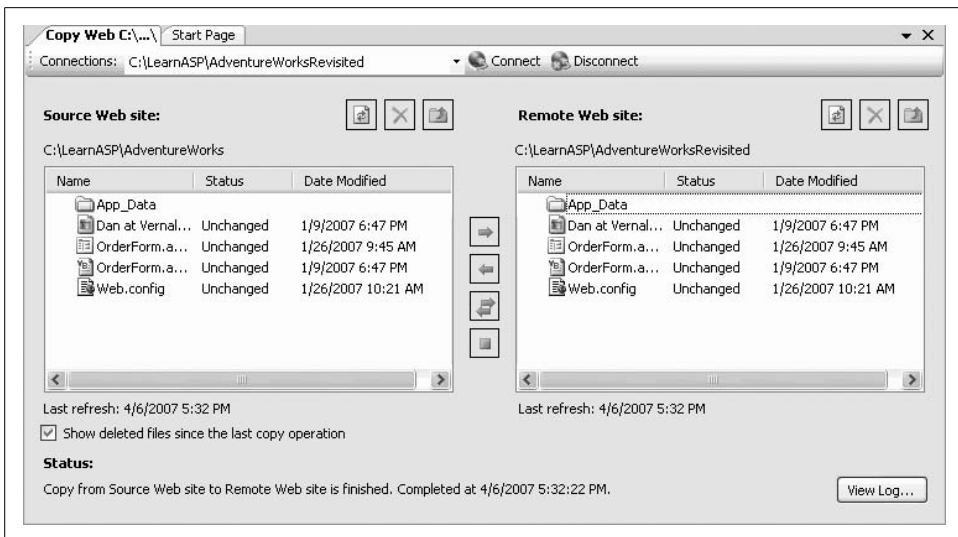 Copy Web C:\...\ Start Page
Connections: C:\LearnASP\AdventureWorksRevisited Connect Disconnect
Source Web site: Remote Web site:
C:\LearnASP\AdventureWorks C:\LearnASP\AdventureWorksRevisited
Name Status Date Modified Name Status Date Modified
App_Data App_Data
Dan at Vernal... Unchanged 1/9/2007 6:47 PM Dan at Vernal... Unchanged 1/9/2007 6:47 PM
OrderForm.a... Unchanged 1/26/2007 9:45 AM OrderForm.a... Unchanged 1/26/2007 9:45 AM
OrderForm.a... Unchanged 1/9/2007 6:47 PM OrderForm.a... Unchanged 1/9/2007 6:47 PM
Web.config Unchanged 1/26/2007 10:21 AM Web.config Unchanged 1/26/2007 10:21 AM
Last refresh: 4/6/2007 5:32 PM Last refresh: 4/6/2007 5:32 PM
Show deleted files since the last copy operation
Status:
Copy from Source Web site to Remote Web site is finished. Completed at 4/6/2007 5:32:22 PM. View Log...